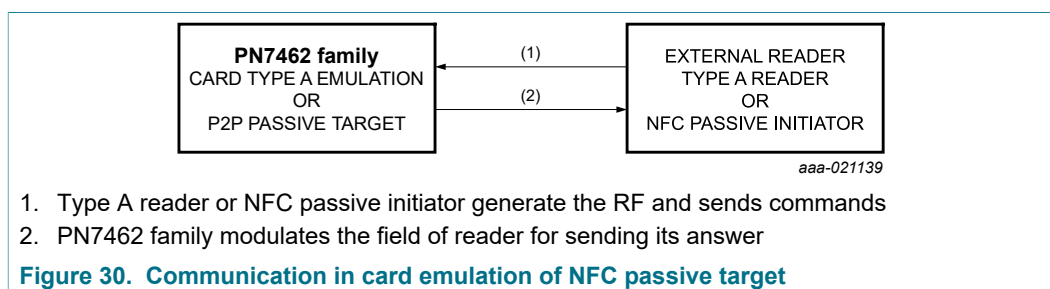 PN7462 family
CARD TYPE A EMULATION
OR
P2P PASSIVE TARGET
(1)
(2)
EXTERNAL READER
TYPE A READER
OR
NFC PASSIVE INITIATOR
aaa-021139
1. Type A reader or NFC passive initiator generate the RF and sends commands
2. PN7462 family modulates the field of reader for sending its answer
Figure 30. Communication in card emulation of NFC passive target